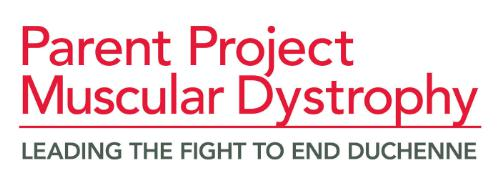 Parent Project
Muscular Dystrophy
LEADING THE FIGHT TO END DUCHENNE